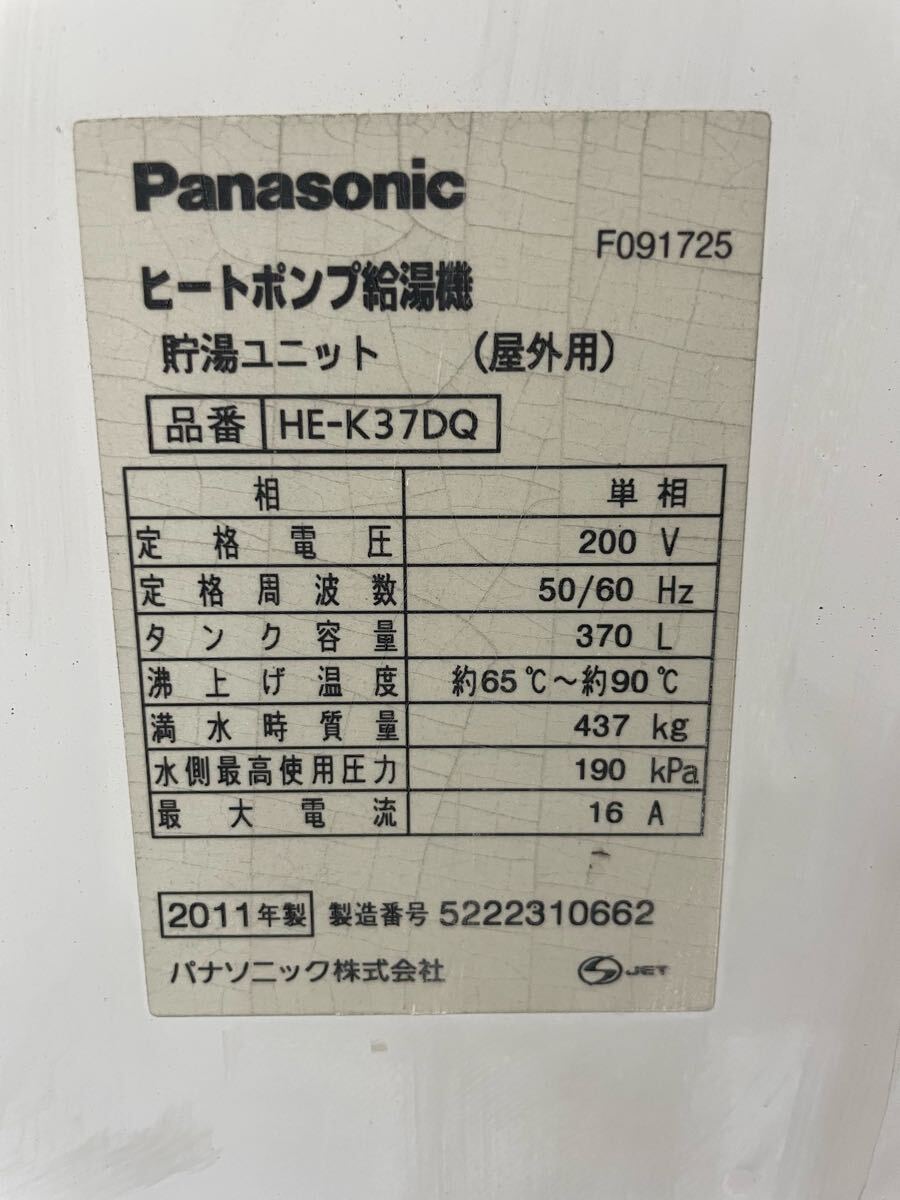 Panasonic
F091725
ヒートポンプ給湯機
貯湯ユニット (屋外用)
品番 HE-K37DQ
相 単相
定格電圧 200 V
定格周波数 50/60 Hz
タンク容量 370 L
沸上げ温度 約65℃～約90℃
満水時質量 437 kg
水側最高使用圧力 190 kPa
最大電流 16 A
2011年製 製造番号 5222310662
パナソニック株式会社 S JET